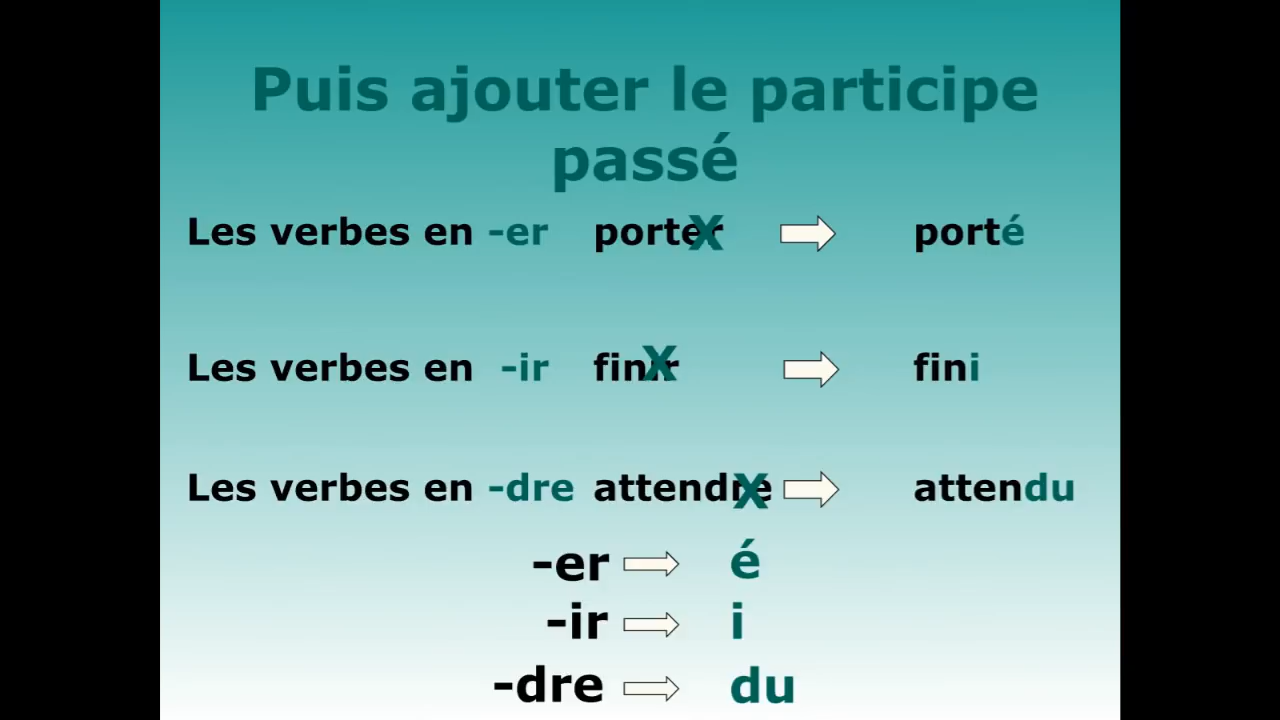 Puis ajouter le participe
passé
Les verbes en -er porter X porté
Les verbes en -ir finir X fini
Les verbes en -dre attendre X attendu
-er é
-ir i
-dre du